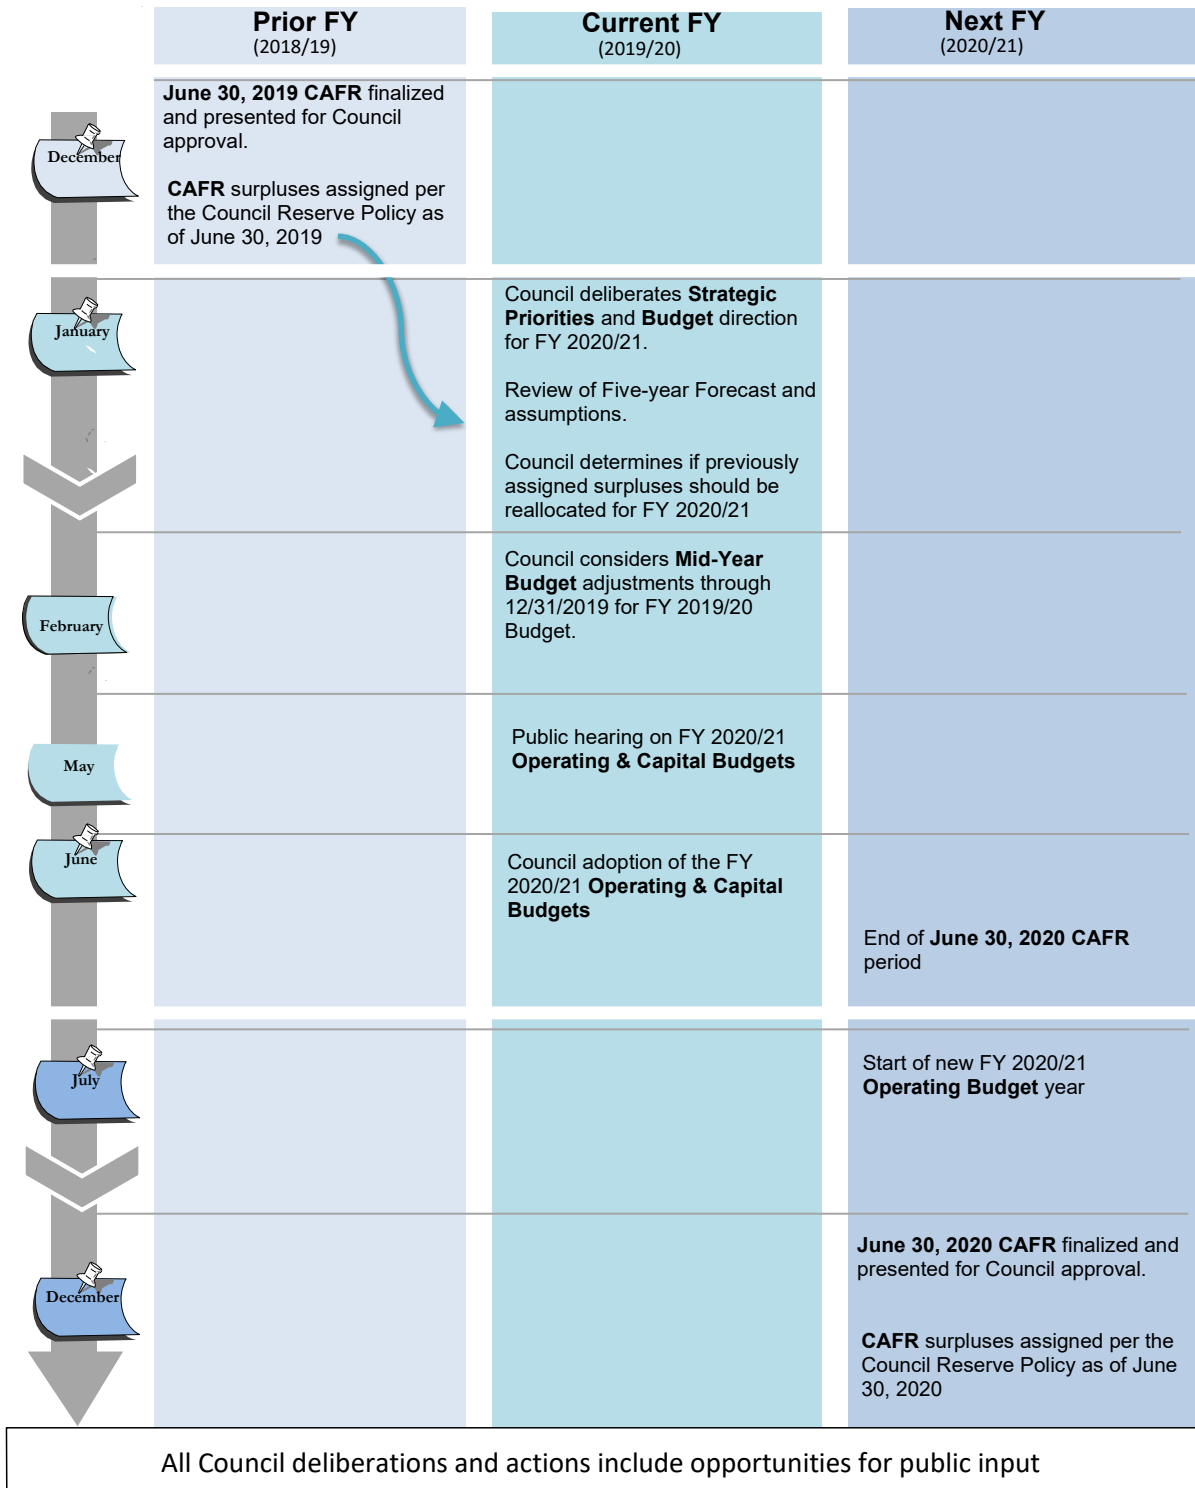 Prior FY
(2018/19)
Current FY
(2019/20)
Next FY
(2020/21)
December
June 30, 2019 CAFR finalized
and presented for Council
approval.
CAFR surpluses assigned per
the Council Reserve Policy as
of June 30, 2019
January
Council deliberates Strategic
Priorities and Budget direction
for FY 2020/21.
Review of Five-year Forecast and
assumptions.
Council determines if previously
assigned surpluses should be
reallocated for FY 2020/21
February
Council considers Mid-Year
Budget adjustments through
12/31/2019 for FY 2019/20
Budget.
May
Public hearing on FY 2020/21
Operating & Capital Budgets
June
Council adoption of the FY
2020/21 Operating & Capital
Budgets
End of June 30, 2020 CAFR
period
July
Start of new FY 2020/21
Operating Budget year
December
June 30, 2020 CAFR finalized and
presented for Council approval.
CAFR surpluses assigned per the
Council Reserve Policy as of June
30, 2020
All Council deliberations and actions include opportunities for public input